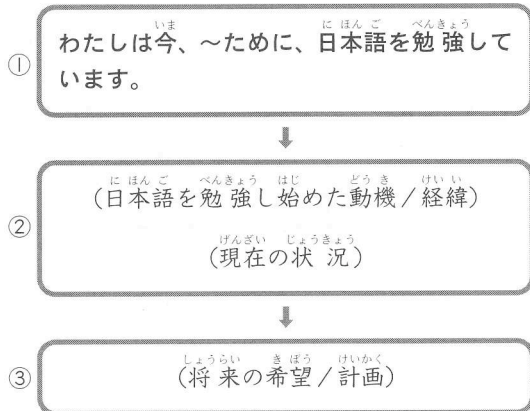 ①
わたしは今、～ために、日本語を勉強して
います。
②
(日本語を勉強し始めた動機/経緯)
(現在の状況)
③
(将来の希望/計画)